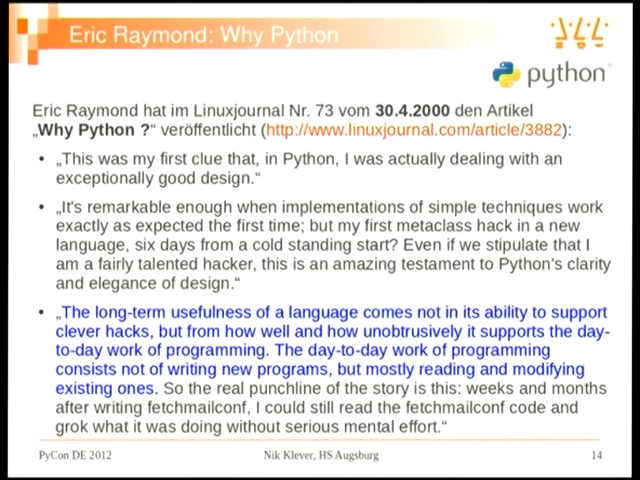 Eric Raymond: Why Python
python™
Eric Raymond hat im Linuxjournal Nr. 73 vom 30.4.2000 den Artikel
„Why Python ?“ veröffentlicht (http://www.linuxjournal.com/article/3882):
• „This was my first clue that, in Python, I was actually dealing with an
exceptionally good design.“
• „It's remarkable enough when implementations of simple techniques work
exactly as expected the first time; but my first metaclass hack in a new
language, six days from a cold standing start? Even if we stipulate that I
am a fairly talented hacker, this is an amazing testament to Python's clarity
and elegance of design.“
• „The long-term usefulness of a language comes not in its ability to support
clever hacks, but from how well and how unobtrusively it supports the day-
to-day work of programming. The day-to-day work of programming
consists not of writing new programs, but mostly reading and modifying
existing ones. So the real punchline of the story is this: weeks and months
after writing fetchmailconf, I could still read the fetchmailconf code and
grok what it was doing without serious mental effort.“
PyCon DE 2012
Nik Klever, HS Augsburg
14